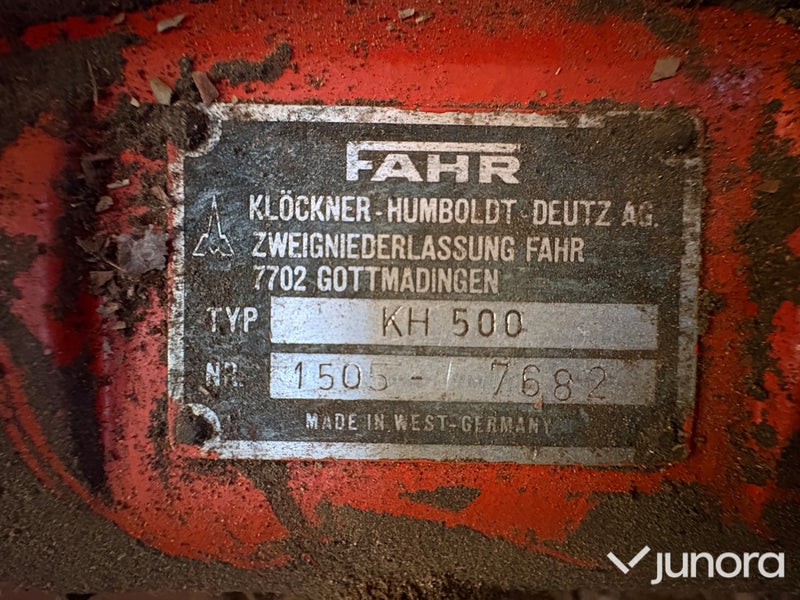 FAHR
KLÖCKNER-HUMBOLDT-DEUTZ AG.
ZWEIGNIEDERLASSUNG FAHR
7702 GOTTMADINGEN
TYP KH 500
NR. 1505-/7682
MADE IN WEST-GERMANY
junora